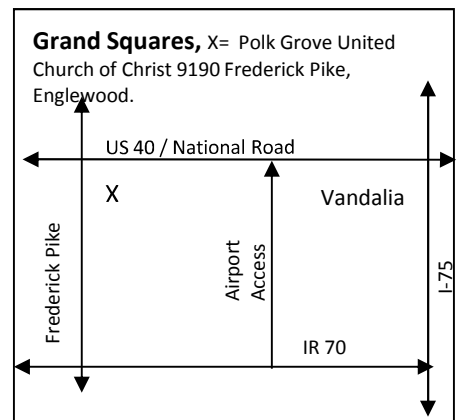 Grand Squares, X= Polk Grove United
Church of Christ 9190 Frederick Pike,
Englewood.
US 40 / National Road
X
Vandalia
Frederick Pike
Airport
Access
I-75
IR 70